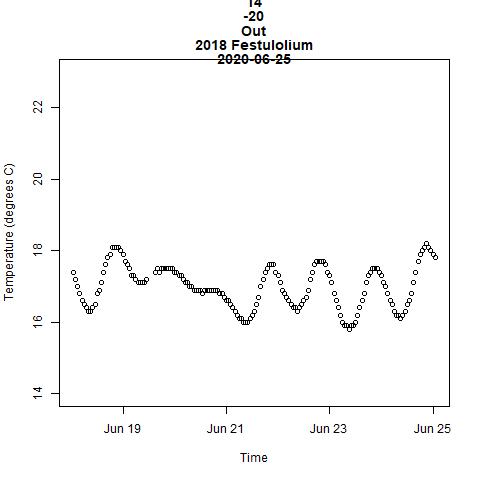 14
-20
Out
2018 Festulolium
2020-06-25
22
20
18
16
14
Temperature (degrees C)
Jun 19
Jun 21
Jun 23
Jun 25
Time